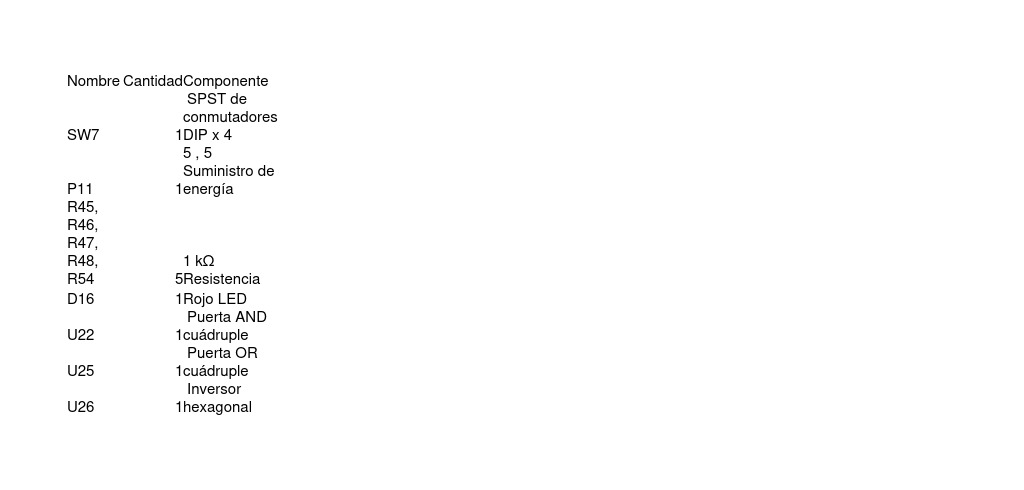 Nombre Cantidad Componente
SPST de
conmutadores
SW7 1 DIP x 4
5 , 5
Suministro de
P11 1 energía
R45,
R46,
R47,
R48, 1 kΩ
R54 5 Resistencia
D16 1 Rojo LED
Puerta AND
U22 1 cuádruple
Puerta OR
U25 1 cuádruple
Inversor
U26 1 hexagonal